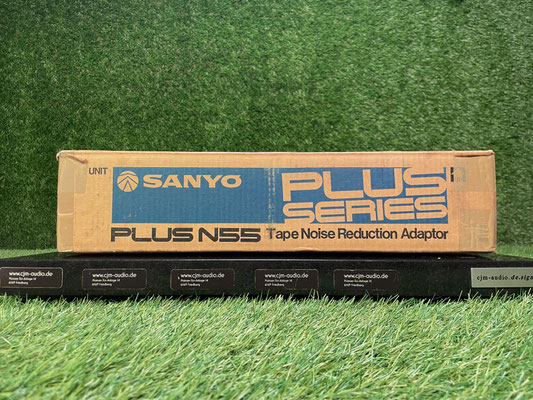 UNIT
SANYO
PLUS
SERIES
PLUS N55 Tape Noise Reduction Adaptor
www.cjm-audio.de
www.cjm-audio.de
www.cjm-audio.de
www.cjm-audio.de
www.cjm-audio.de
cjm-audio.de.sign